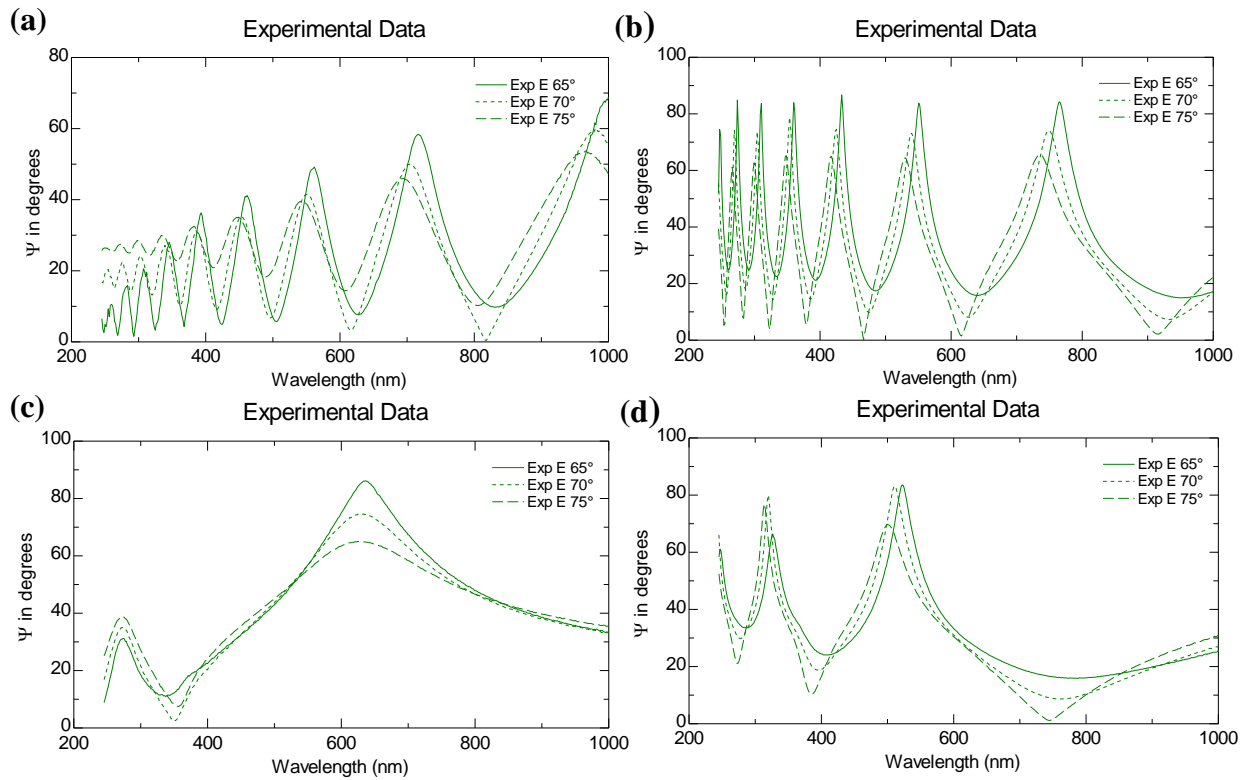 (a)
Experimental Data
80
60
40
20
0
Ψ in degrees
Exp E 65°
Exp E 70°
Exp E 75°
200 400 600 800 1000
Wavelength (nm)
(b)
Experimental Data
100
80
60
40
20
0
Ψ in degrees
Exp E 65°
Exp E 70°
Exp E 75°
200 400 600 800 1000
Wavelength (nm)
(c)
Experimental Data
100
80
60
40
20
0
Ψ in degrees
Exp E 65°
Exp E 70°
Exp E 75°
200 400 600 800 1000
Wavelength (nm)
(d)
Experimental Data
100
80
60
40
20
0
Ψ in degrees
Exp E 65°
Exp E 70°
Exp E 75°
200 400 600 800 1000
Wavelength (nm)